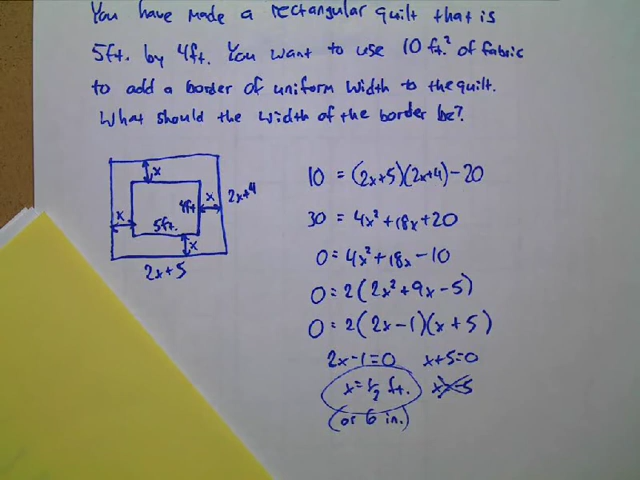 You have made a rectangular quilt that is
5ft. by 4ft. You want to use 10 ft.² of fabric
to add a border of uniform width to the quilt.
What should the width of the border be?
x
2x+4
4ft
x
x
5ft.
x
2x+5
10 = (2x+5)(2x+4)-20
30 = 4x²+18x+20
0=4x²+18x-10
0=2(2x²+9x-5)
0=2(2x-1)(x+5)
2x-1=0 x+5=0
x=1/2 ft. x=-5
(or 6 in.)